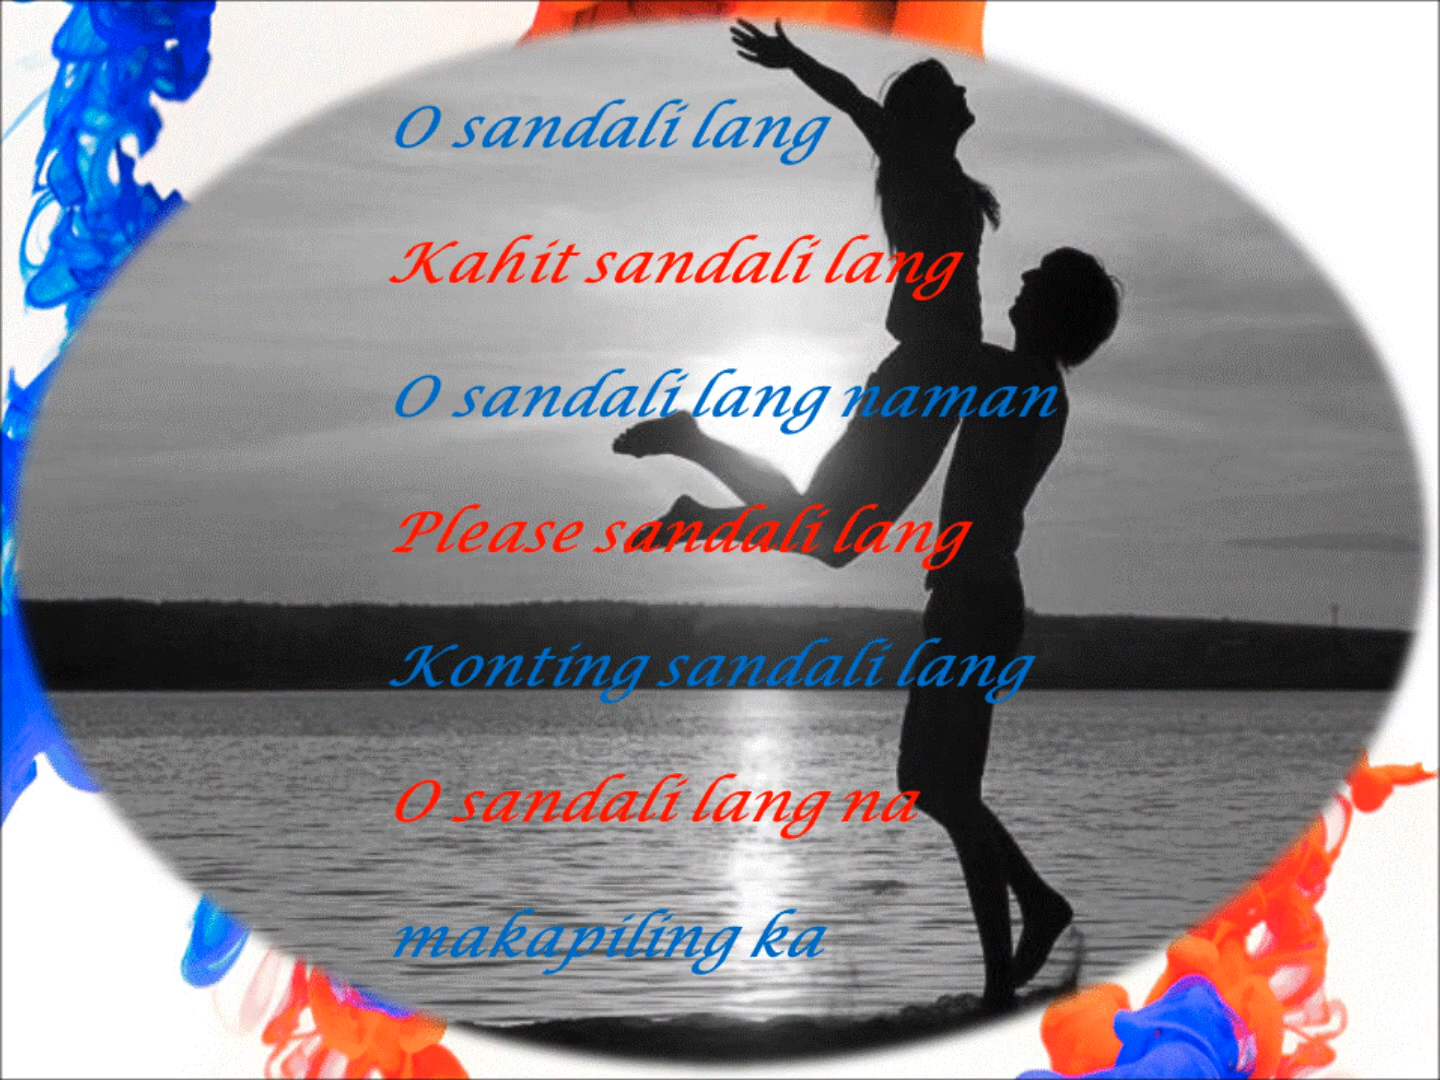 O sandali lang
Kahit sandali lang
O sandali lang naman
Please sandali lang
Konting sandali lang
O sandali lang na
makapiling ka